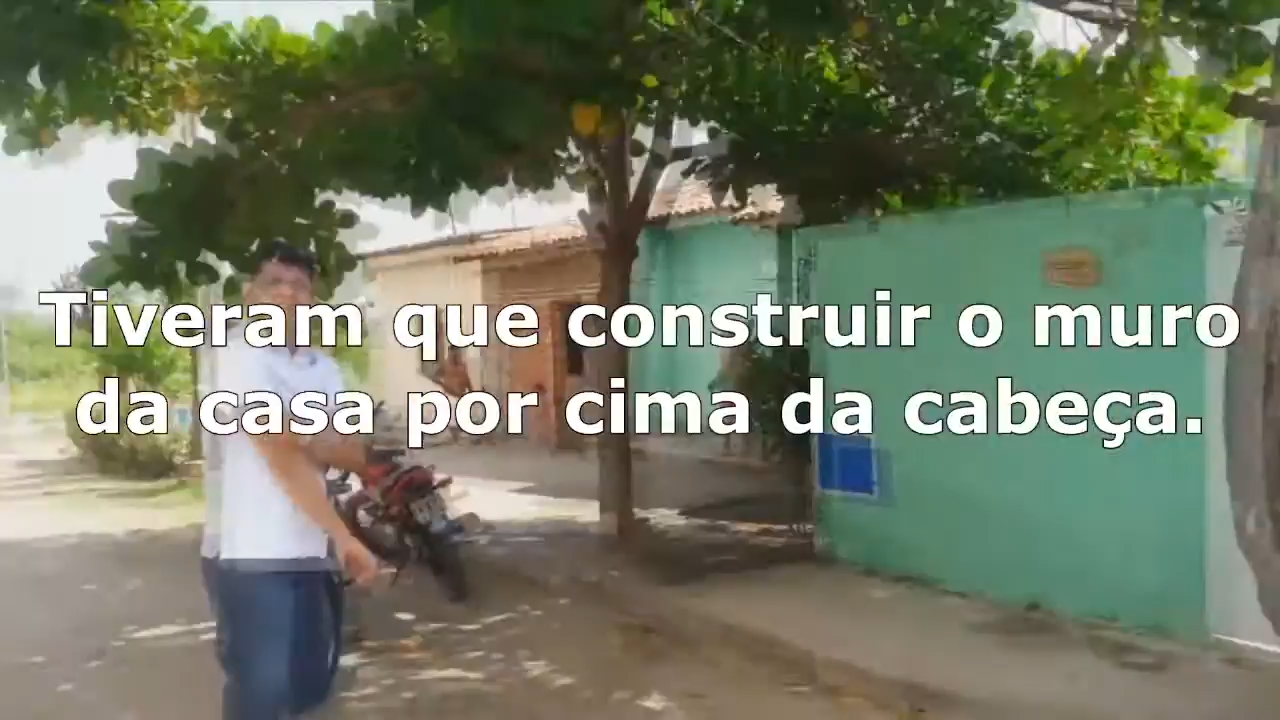 Tiveram que construir o muro
da casa por cima da cabeça.